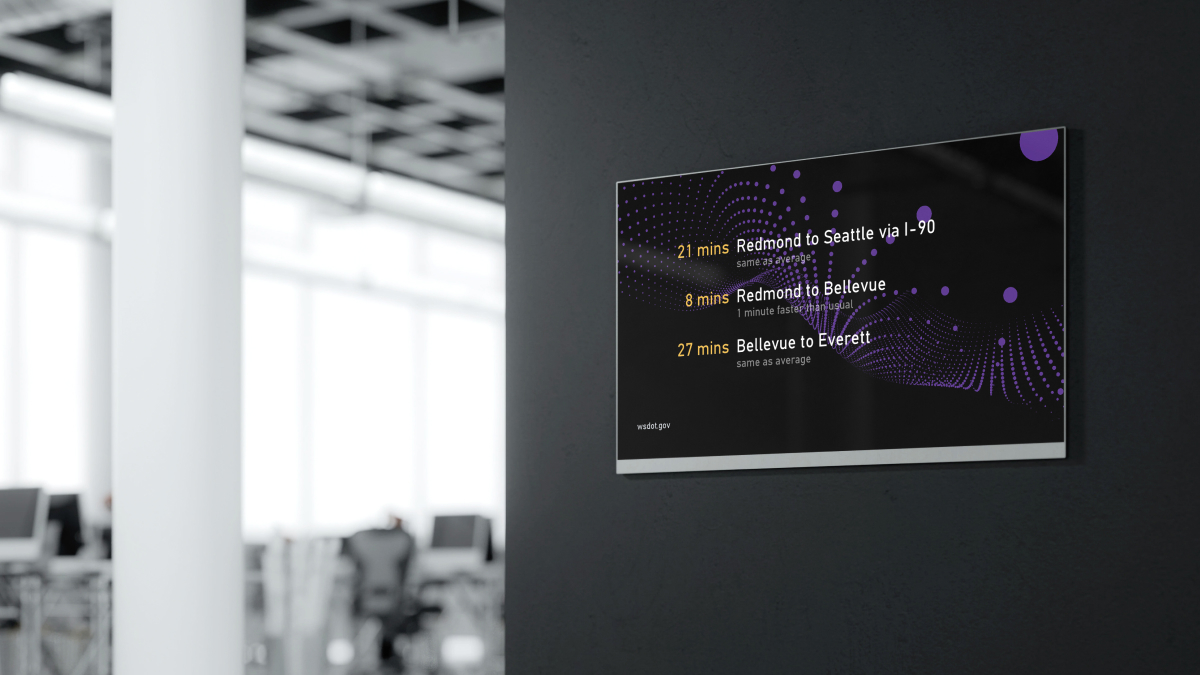 21 mins Redmond to Seattle via I-90
same as average
8 mins Redmond to Bellevue
1 minute faster than usual
27 mins Bellevue to Everett
same as average
wsdot.gov